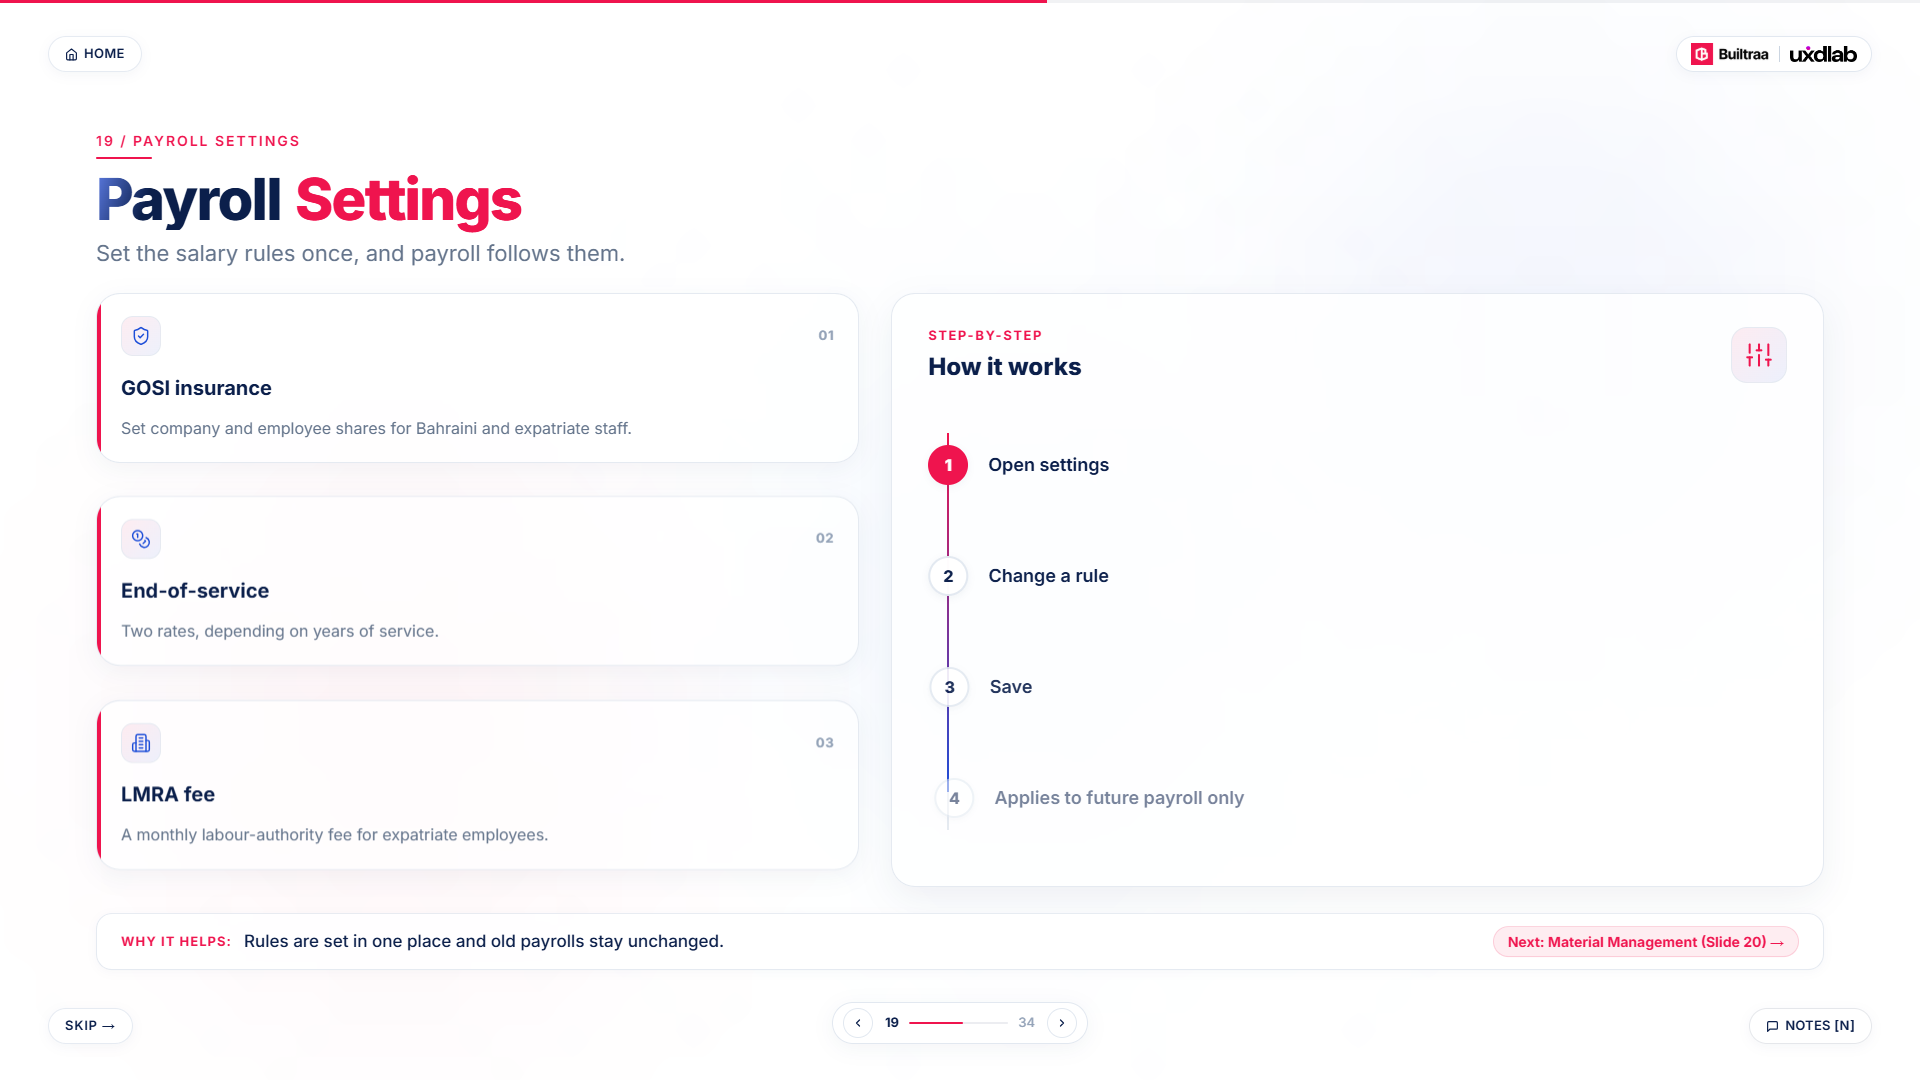 HOME
Builtraa
uxdlab
19 / PAYROLL SETTINGS
Payroll Settings
Set the salary rules once, and payroll follows them.
01
GOSI insurance
Set company and employee shares for Bahraini and expatriate staff.
02
End-of-service
Two rates, depending on years of service.
03
LMRA fee
A monthly labour-authority fee for expatriate employees.
STEP-BY-STEP
How it works
1 Open settings
2 Change a rule
3 Save
4 Applies to future payroll only
WHY IT HELPS: Rules are set in one place and old payrolls stay unchanged.
Next: Material Management (Slide 20) →
SKIP →
19 34
NOTES [N]